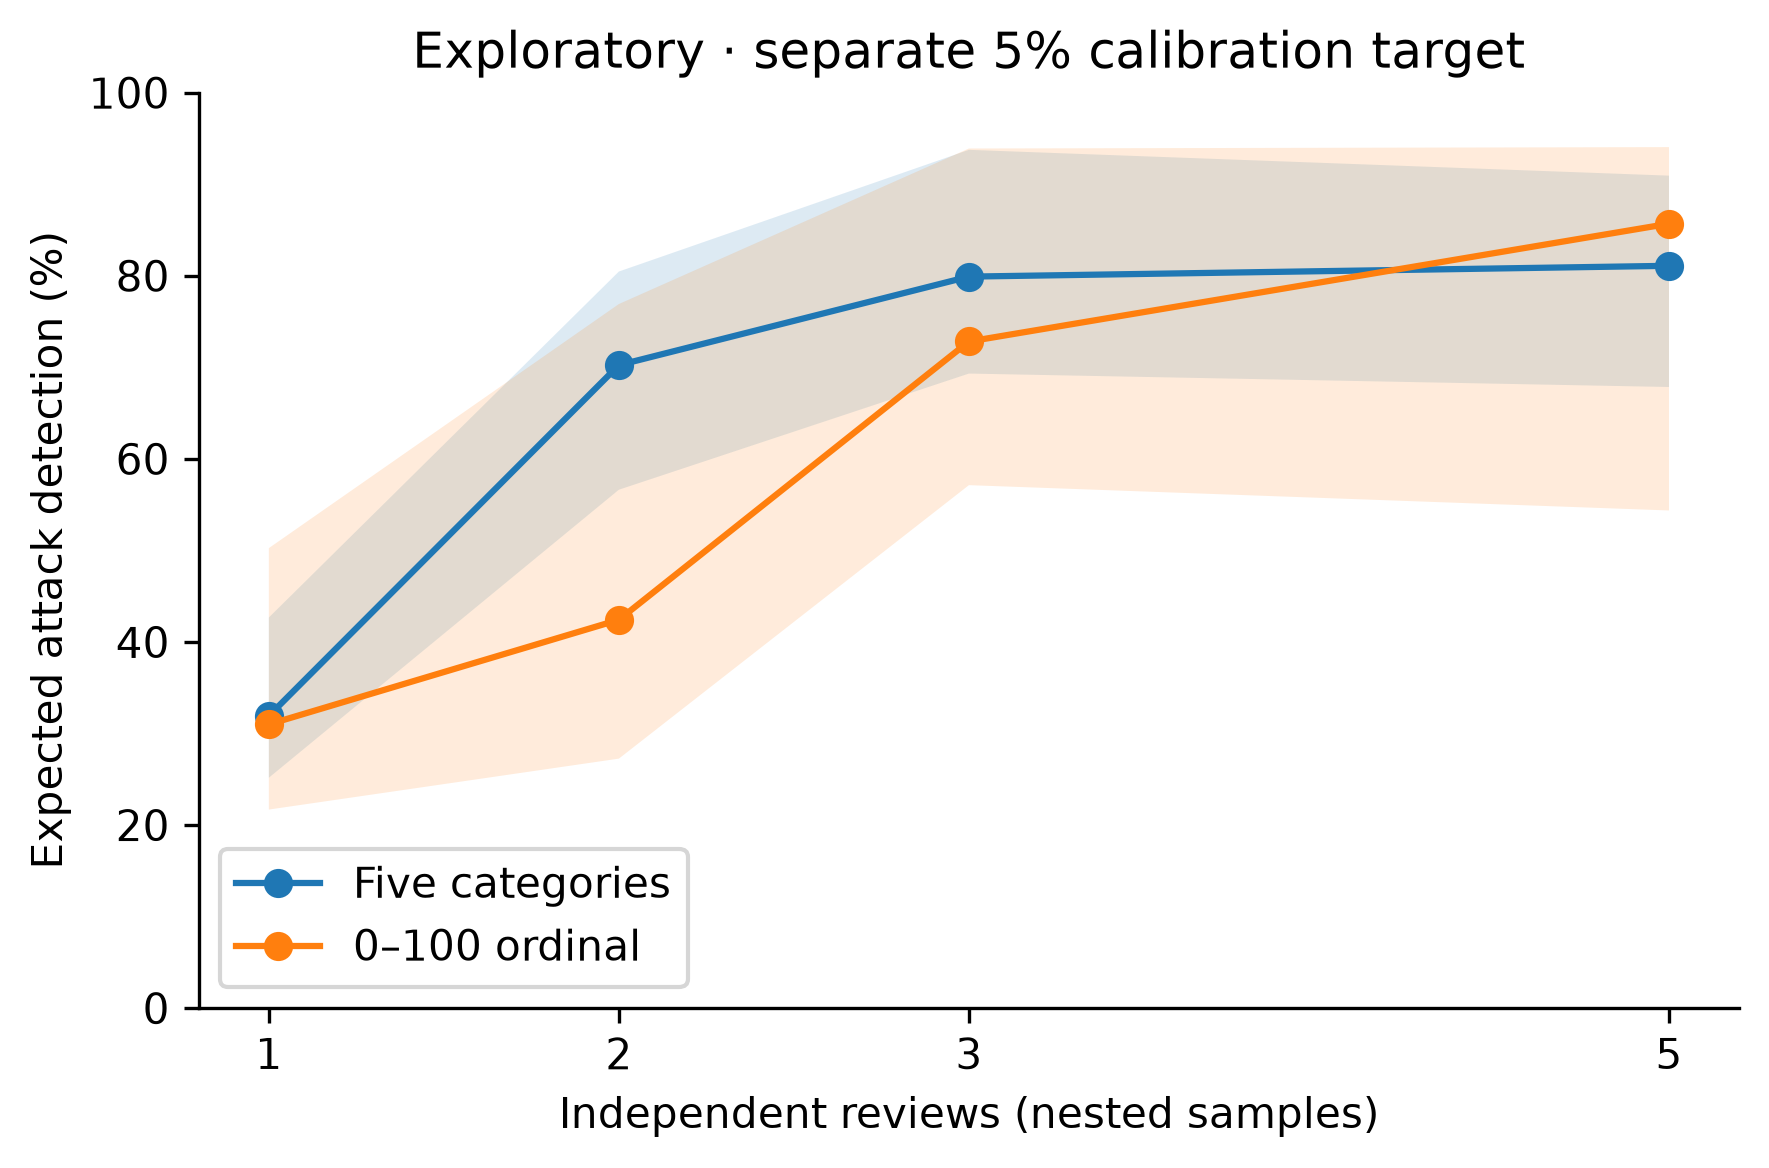 Exploratory · separate 5% calibration target
Expected attack detection (%)
100
80
60
40
20
0
Five categories
0–100 ordinal
1 2 3 5
Independent reviews (nested samples)